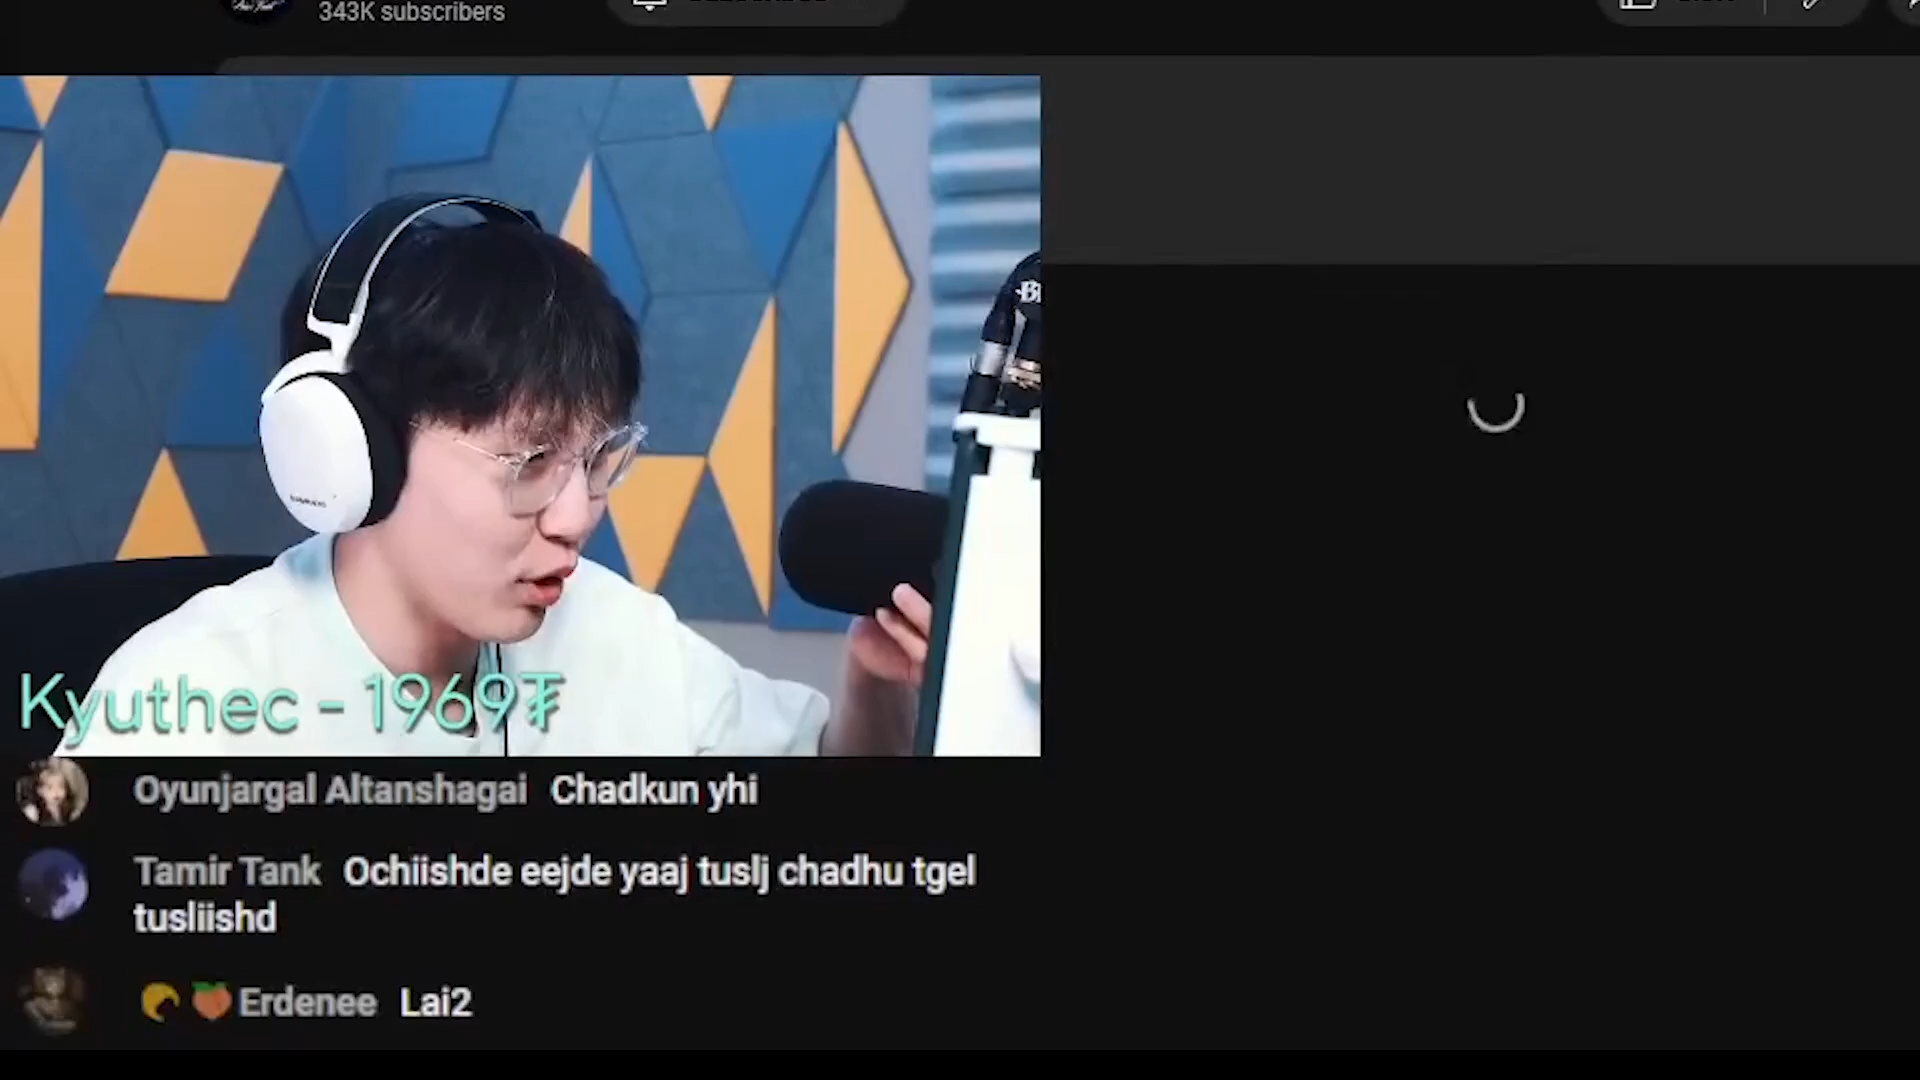 343K subscribers
Kyuthec - 1969₮
Oyunjargal Altanshagai Chadkun yhi
Tamir Tank Ochiishde eejde yaaj tuslj chadhu tgel
tusliishd
Erdenee Lai2